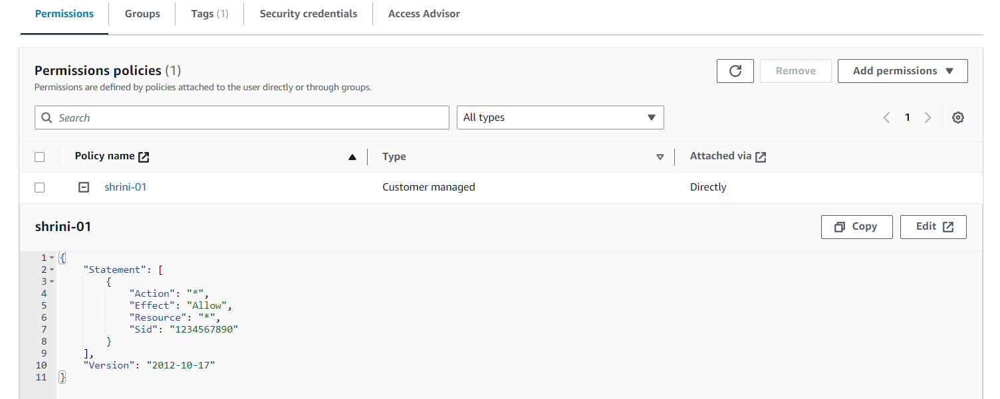 Permissions Groups Tags (1) Security credentials Access Advisor
Permissions policies (1)
Remove Add permissions
Permissions are defined by policies attached to the user directly or through groups.
Search All types 1
Policy name Type Attached via
shrini-01 Customer managed Directly
shrini-01
Copy Edit
1 {
2 "Statement": [
3 {
4 "Action": "*",
5 "Effect": "Allow",
6 "Resource": "*",
7 "Sid": "1234567890"
8 }
9 ],
10 "Version": "2012-10-17"
11 }